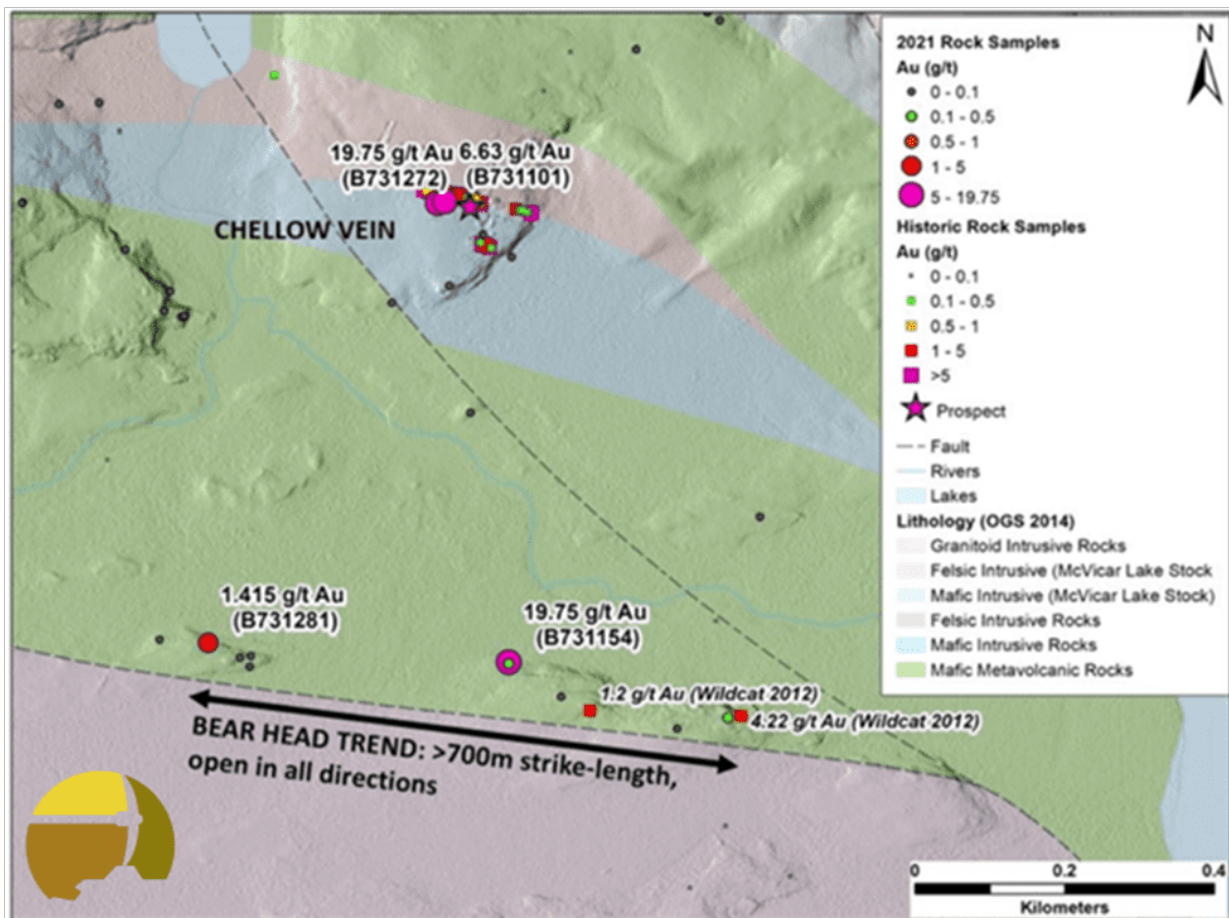 19.75 g/t Au 6.63 g/t Au
(B731272) (B731101)
CHELLOW VEIN
1.415 g/t Au
(B731281)
19.75 g/t Au
(B731154)
1.2 g/t Au (Wildcat 2012)
4.22 g/t Au (Wildcat 2012)
BEAR HEAD TREND: >700m strike-length,
open in all directions
N
2021 Rock Samples
Au (g/t)
0 - 0.1
0.1 - 0.5
0.5 - 1
1 - 5
5 - 19.75
Historic Rock Samples
Au (g/t)
0 - 0.1
0.1 - 0.5
0.5 - 1
1 - 5
>5
Prospect
Fault
Rivers
Lakes
Lithology (OGS 2014)
Granitoid Intrusive Rocks
Felsic Intrusive (McVicar Lake Stock
Mafic Intrusive (McVicar Lake Stock)
Felsic Intrusive Rocks
Mafic Intrusive Rocks
Mafic Metavolcanic Rocks
0 0.2 0.4
Kilometers